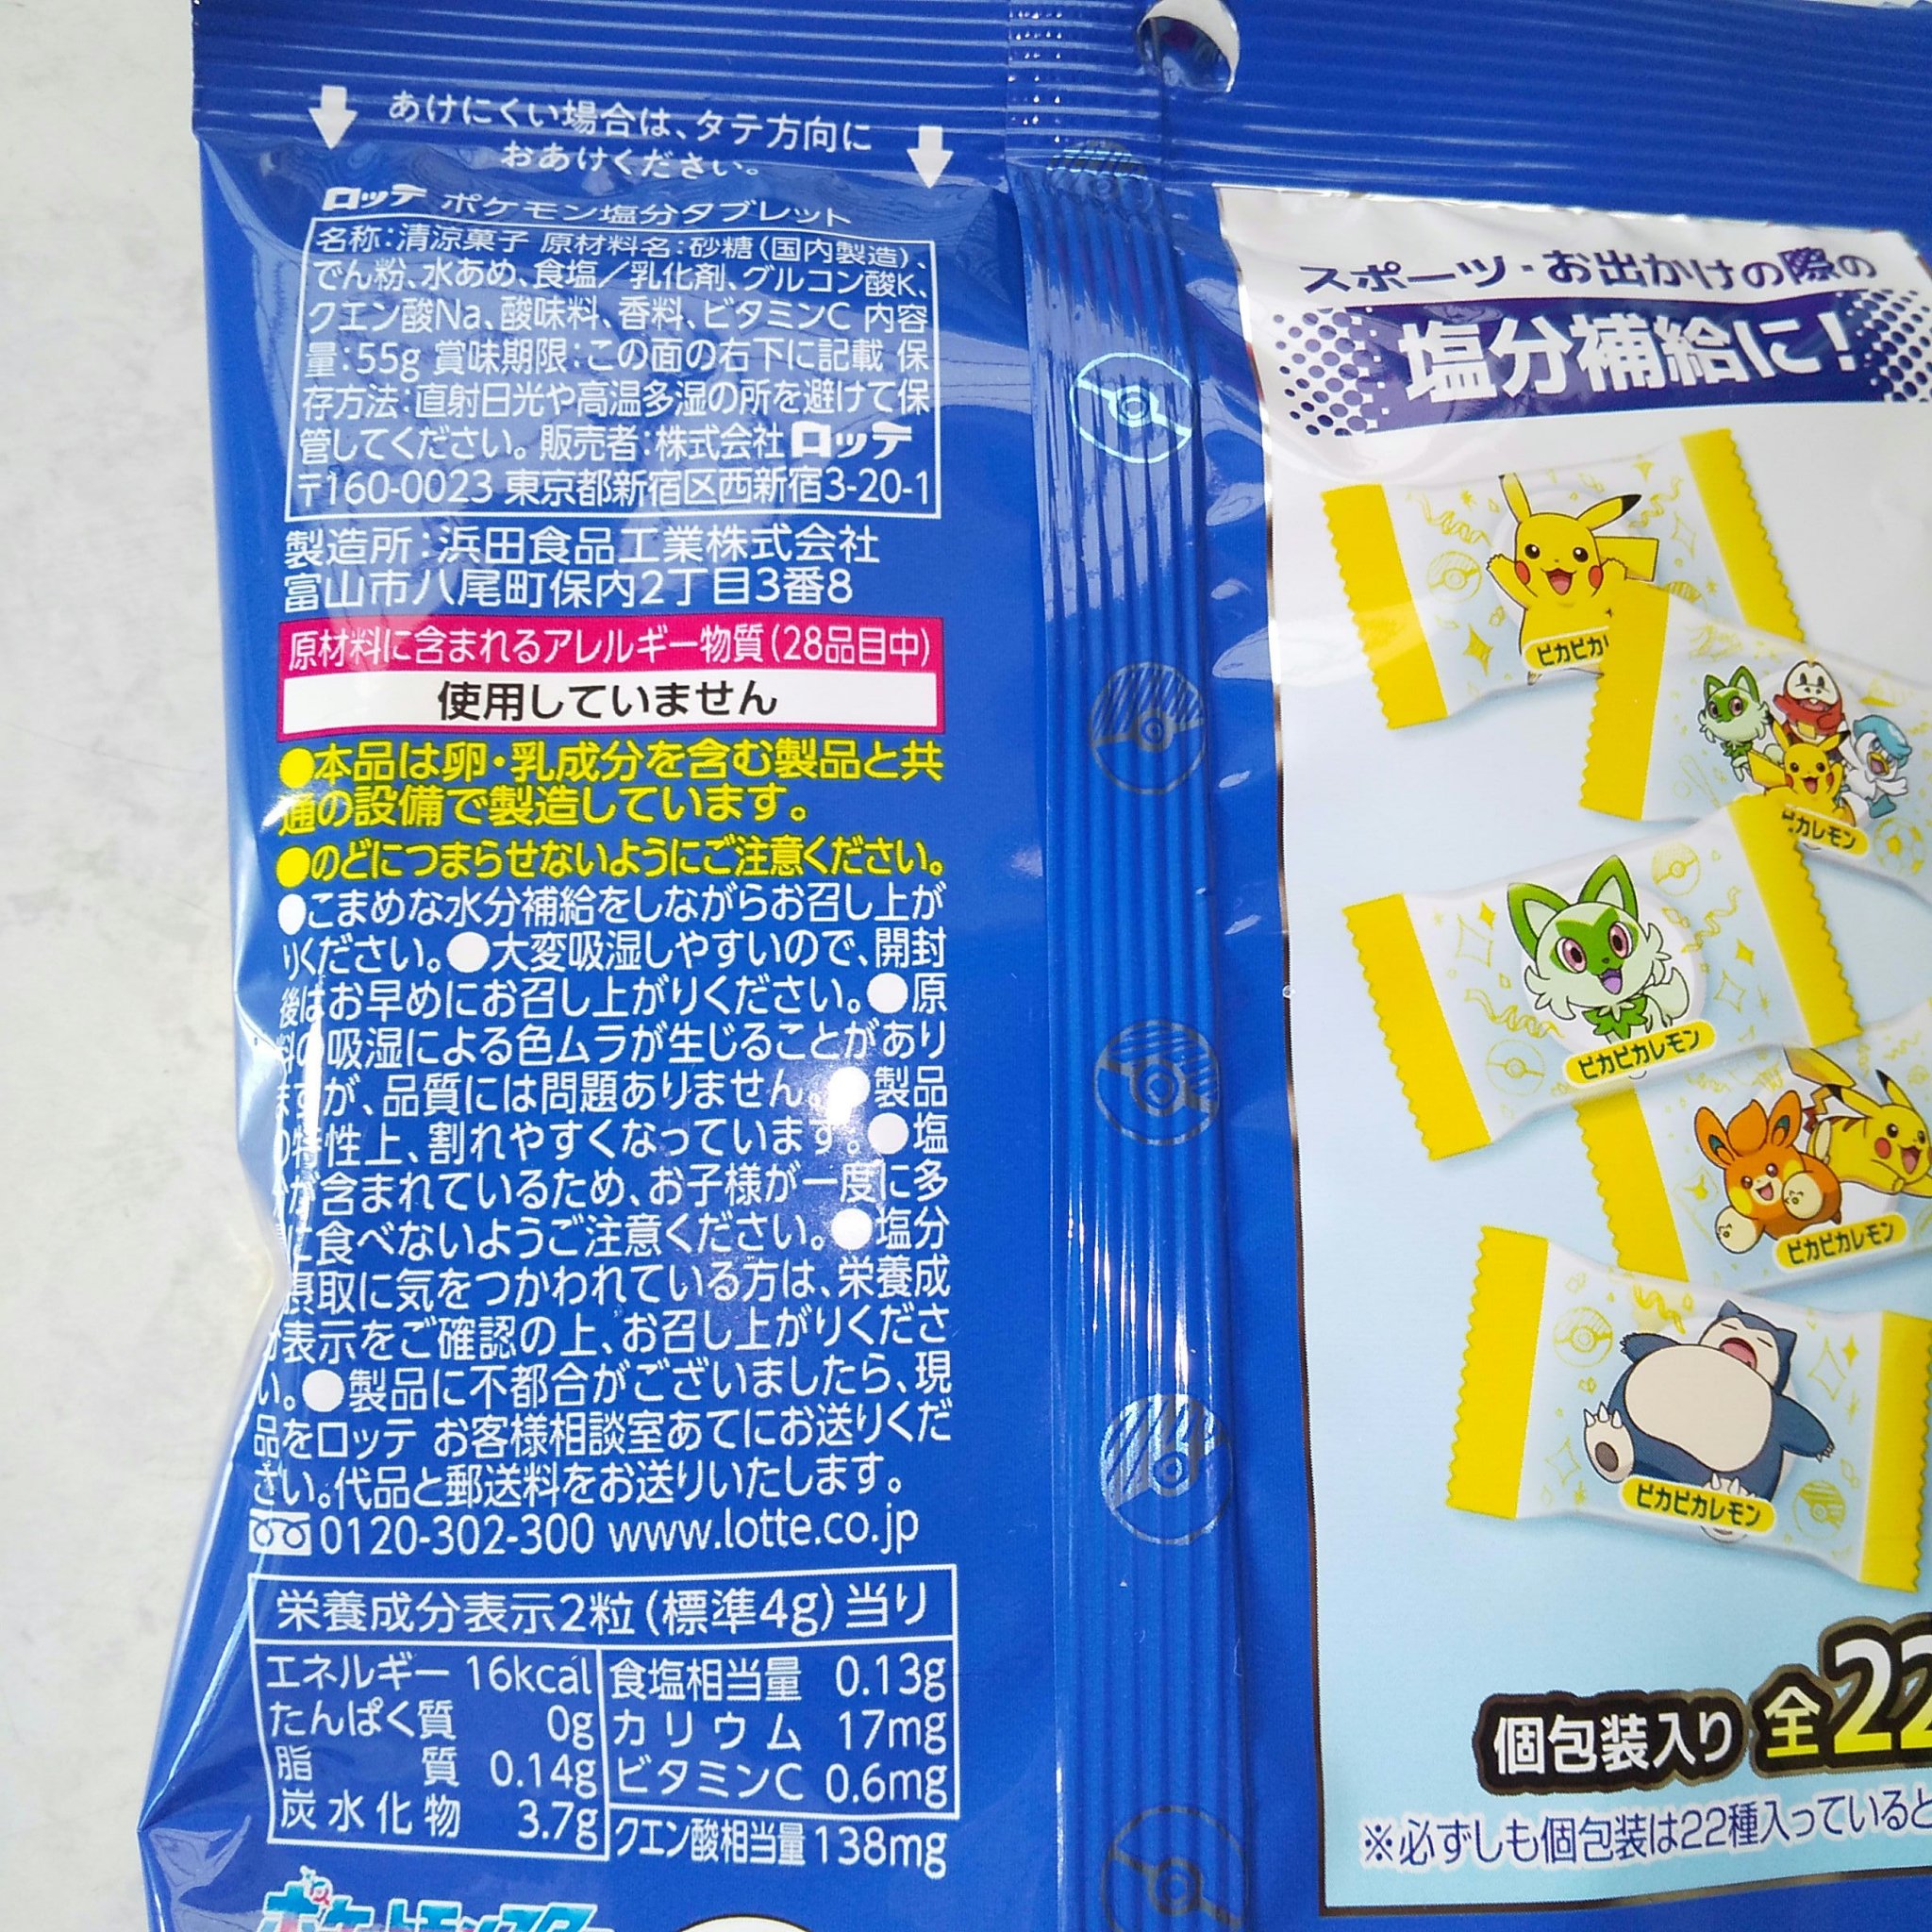 あけにくい場合は、タテ方向に
おあけください。
ロッテ ポケモン塩分タブレット
名称:清涼菓子 原材料名:砂糖(国内製造)、
でん粉、水あめ、食塩/乳化剤、グルコン酸K、
クエン酸Na、酸味料、香料、ビタミンC 内容
量:55g 賞味期限:この面の右下に記載 保
存方法:直射日光や高温多湿の所を避けて保
管してください。 販売者:株式会社ロッテ
〒160-0023 東京都新宿区西新宿3-20-1
製造所:浜田食品工業株式会社
富山市八尾町保内2丁目3番8
原材料に含まれるアレルギー物質(28品目中)
使用していません
●本品は卵・乳成分を含む製品と共
通の設備で製造しています。
●のどにつまらせないようにご注意ください。
●こまめな水分補給をしながらお召し上が
りください。●大変吸湿しやすいので、開封
後はお早めにお召し上がりください。●原
料の吸湿による色ムラが生じることがあり
ますが、品質には問題ありません。●製品
の特性上、割れやすくなっています。●塩
分が含まれているため、お子様が一度に多
量に食べないようご注意ください。●塩分
摂取に気をつかわれている方は、栄養成
分表示をご確認の上、お召し上がりくださ
い。●製品に不都合がございましたら、現
品をロッテ お客様相談室あてにお送りくだ
さい。代品と郵送料をお送りいたします。
0120-302-300 www.lotte.co.jp
栄養成分表示2粒(標準4g)当り
エネルギー 16kcal
たんぱく質 0g
脂質 0.14g
炭水化物 3.7g
食塩相当量 0.13g
カリウム 17mg
ビタミンC 0.6mg
クエン酸相当量 138mg
スポーツ・お出かけの際の
塩分補給に!
ピカピカ
ピカレモン
ピカピカレモン
ピカピカレモン
ピカピカレモン
個包装入り 全22
※必ずしも個包装は22種入っていると